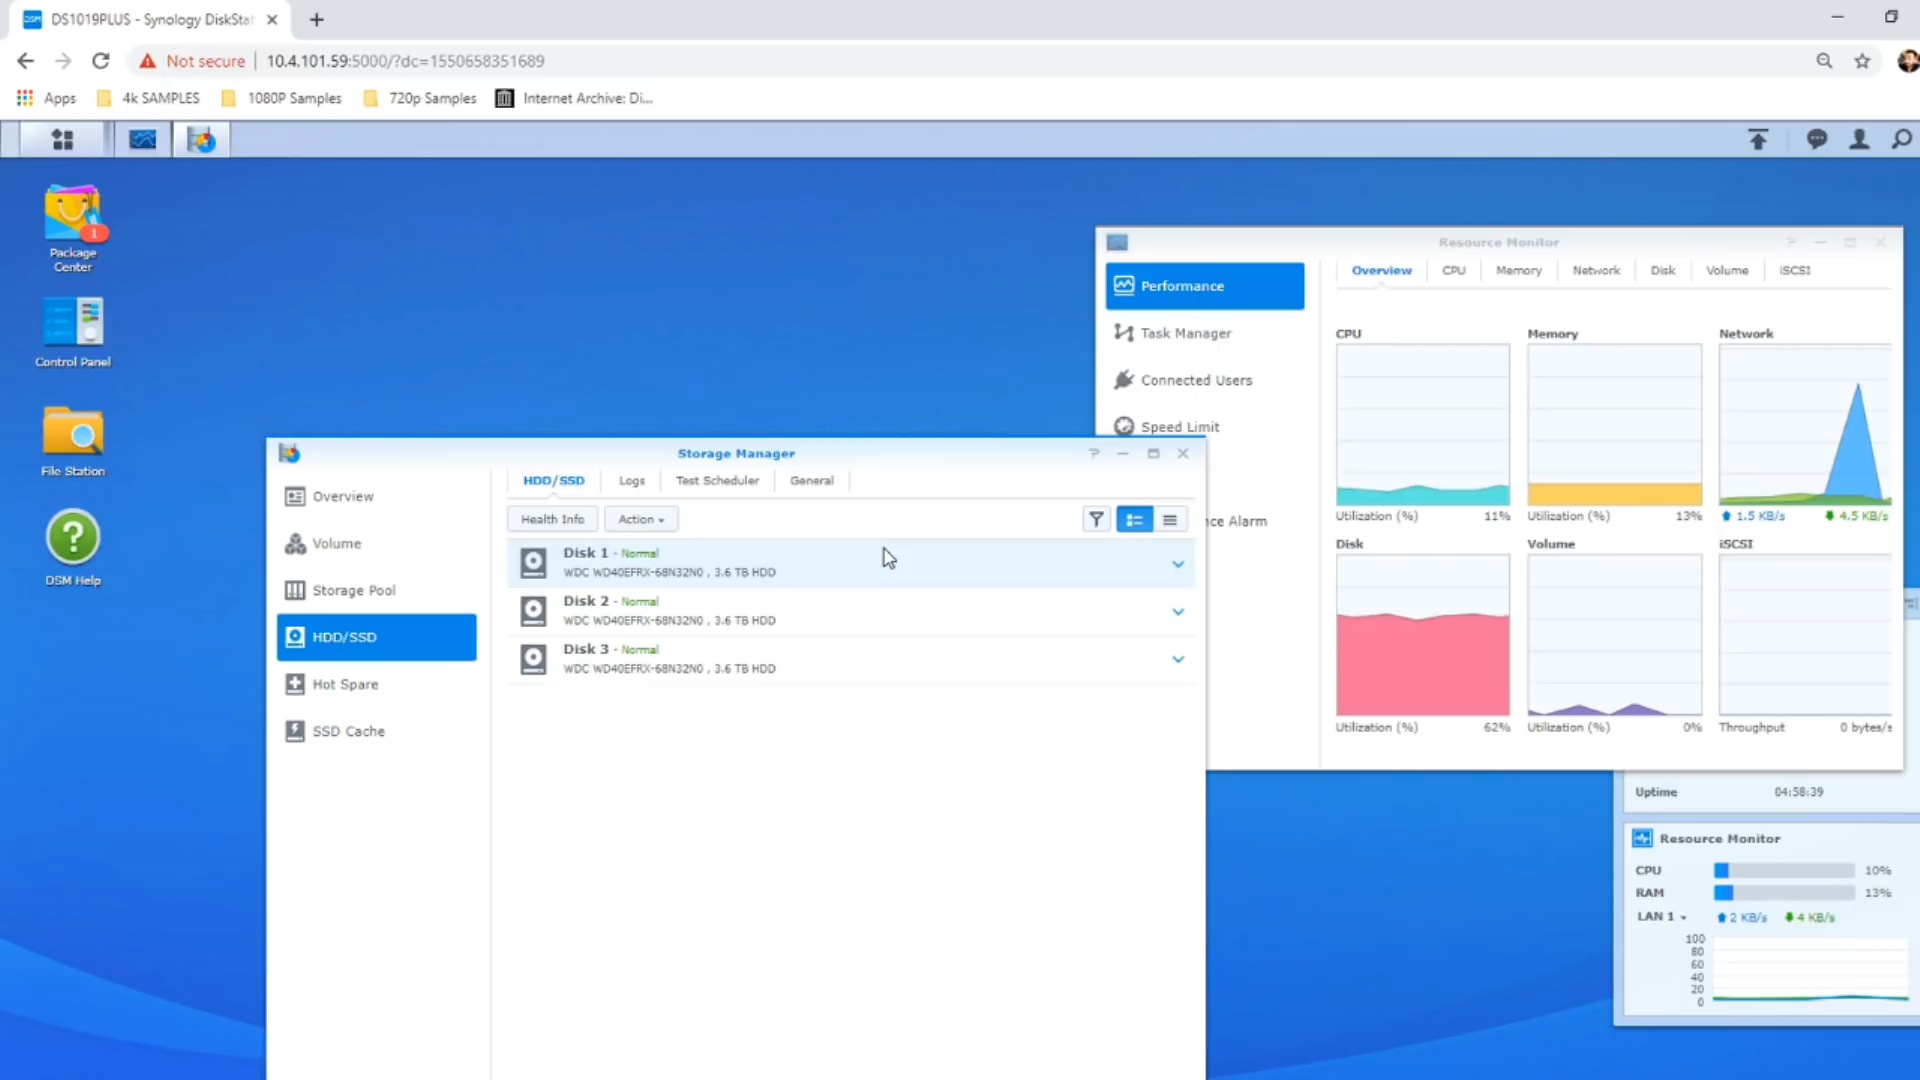 DS1019PLUS - Synology DiskSta
Not secure
10.4.101.59:5000/?dc=1550658351689
Apps
4k SAMPLES
1080P Samples
720p Samples
Internet Archive: Di...
Package
Center
1
Control Panel
File Station
DSM Help
Resource Monitor
Performance
Task Manager
Connected Users
Speed Limit
nce Alarm
Overview
CPU
Memory
Network
Disk
Volume
iSCSI
CPU
Memory
Network
Utilization (%) 11%
Utilization (%) 13%
1.5 KB/s 4.5 KB/s
Disk
Volume
iSCSI
Utilization (%) 62%
Utilization (%) 0%
Throughput 0 bytes/s
Storage Manager
Overview
Volume
Storage Pool
HDD/SSD
Hot Spare
SSD Cache
HDD/SSD
Logs
Test Scheduler
General
Health Info
Action
Disk 1 - Normal
WDC WD40EFRX-68N32N0 , 3.6 TB HDD
Disk 2 - Normal
WDC WD40EFRX-68N32N0 , 3.6 TB HDD
Disk 3 - Normal
WDC WD40EFRX-68N32N0 , 3.6 TB HDD
Uptime 04:58:39
Resource Monitor
CPU 10%
RAM 13%
LAN 1 2 KB/s 4 KB/s
100
80
60
40
20
0